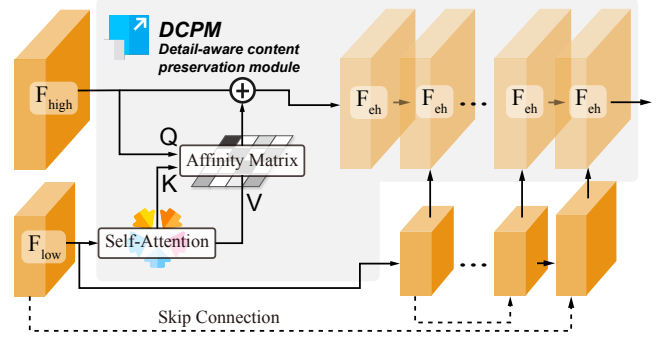 DCPM
Detail-aware content
preservation module
F_high
F_eh
F_eh
...
F_eh
F_eh
Q
Affinity Matrix
K
V
F_low
Self-Attention
...
Skip Connection